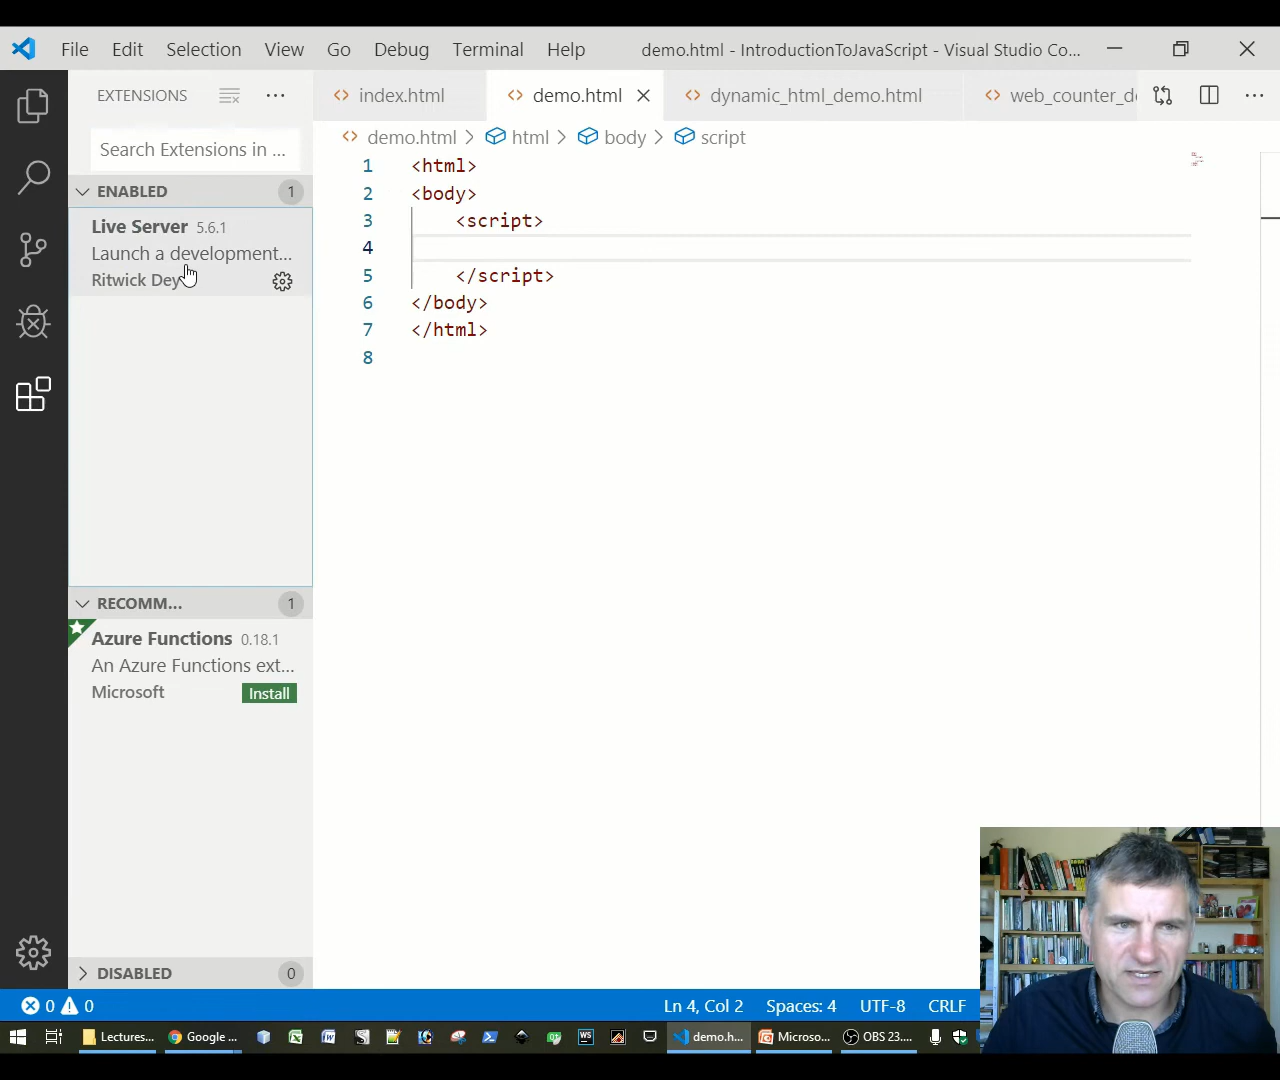 File Edit Selection View Go Debug Terminal Help demo.html - IntroductionToJavaScript - Visual Studio Co...
EXTENSIONS
index.html demo.html dynamic_html_demo.html web_counter_de
Search Extensions in ...
demo.html > html > body > script
ENABLED 1
Live Server 5.6.1
Launch a development...
Ritwick Dey
1 <html>
2 <body>
3 <script>
4
5 </script>
6 </body>
7 </html>
8
RECOMM... 1
Azure Functions 0.18.1
An Azure Functions ext...
Microsoft Install
DISABLED 0
0 0 Ln 4, Col 2 Spaces: 4 UTF-8 CRLF
Lectures... Google ... WS demo.h... Microso... OBS 23....